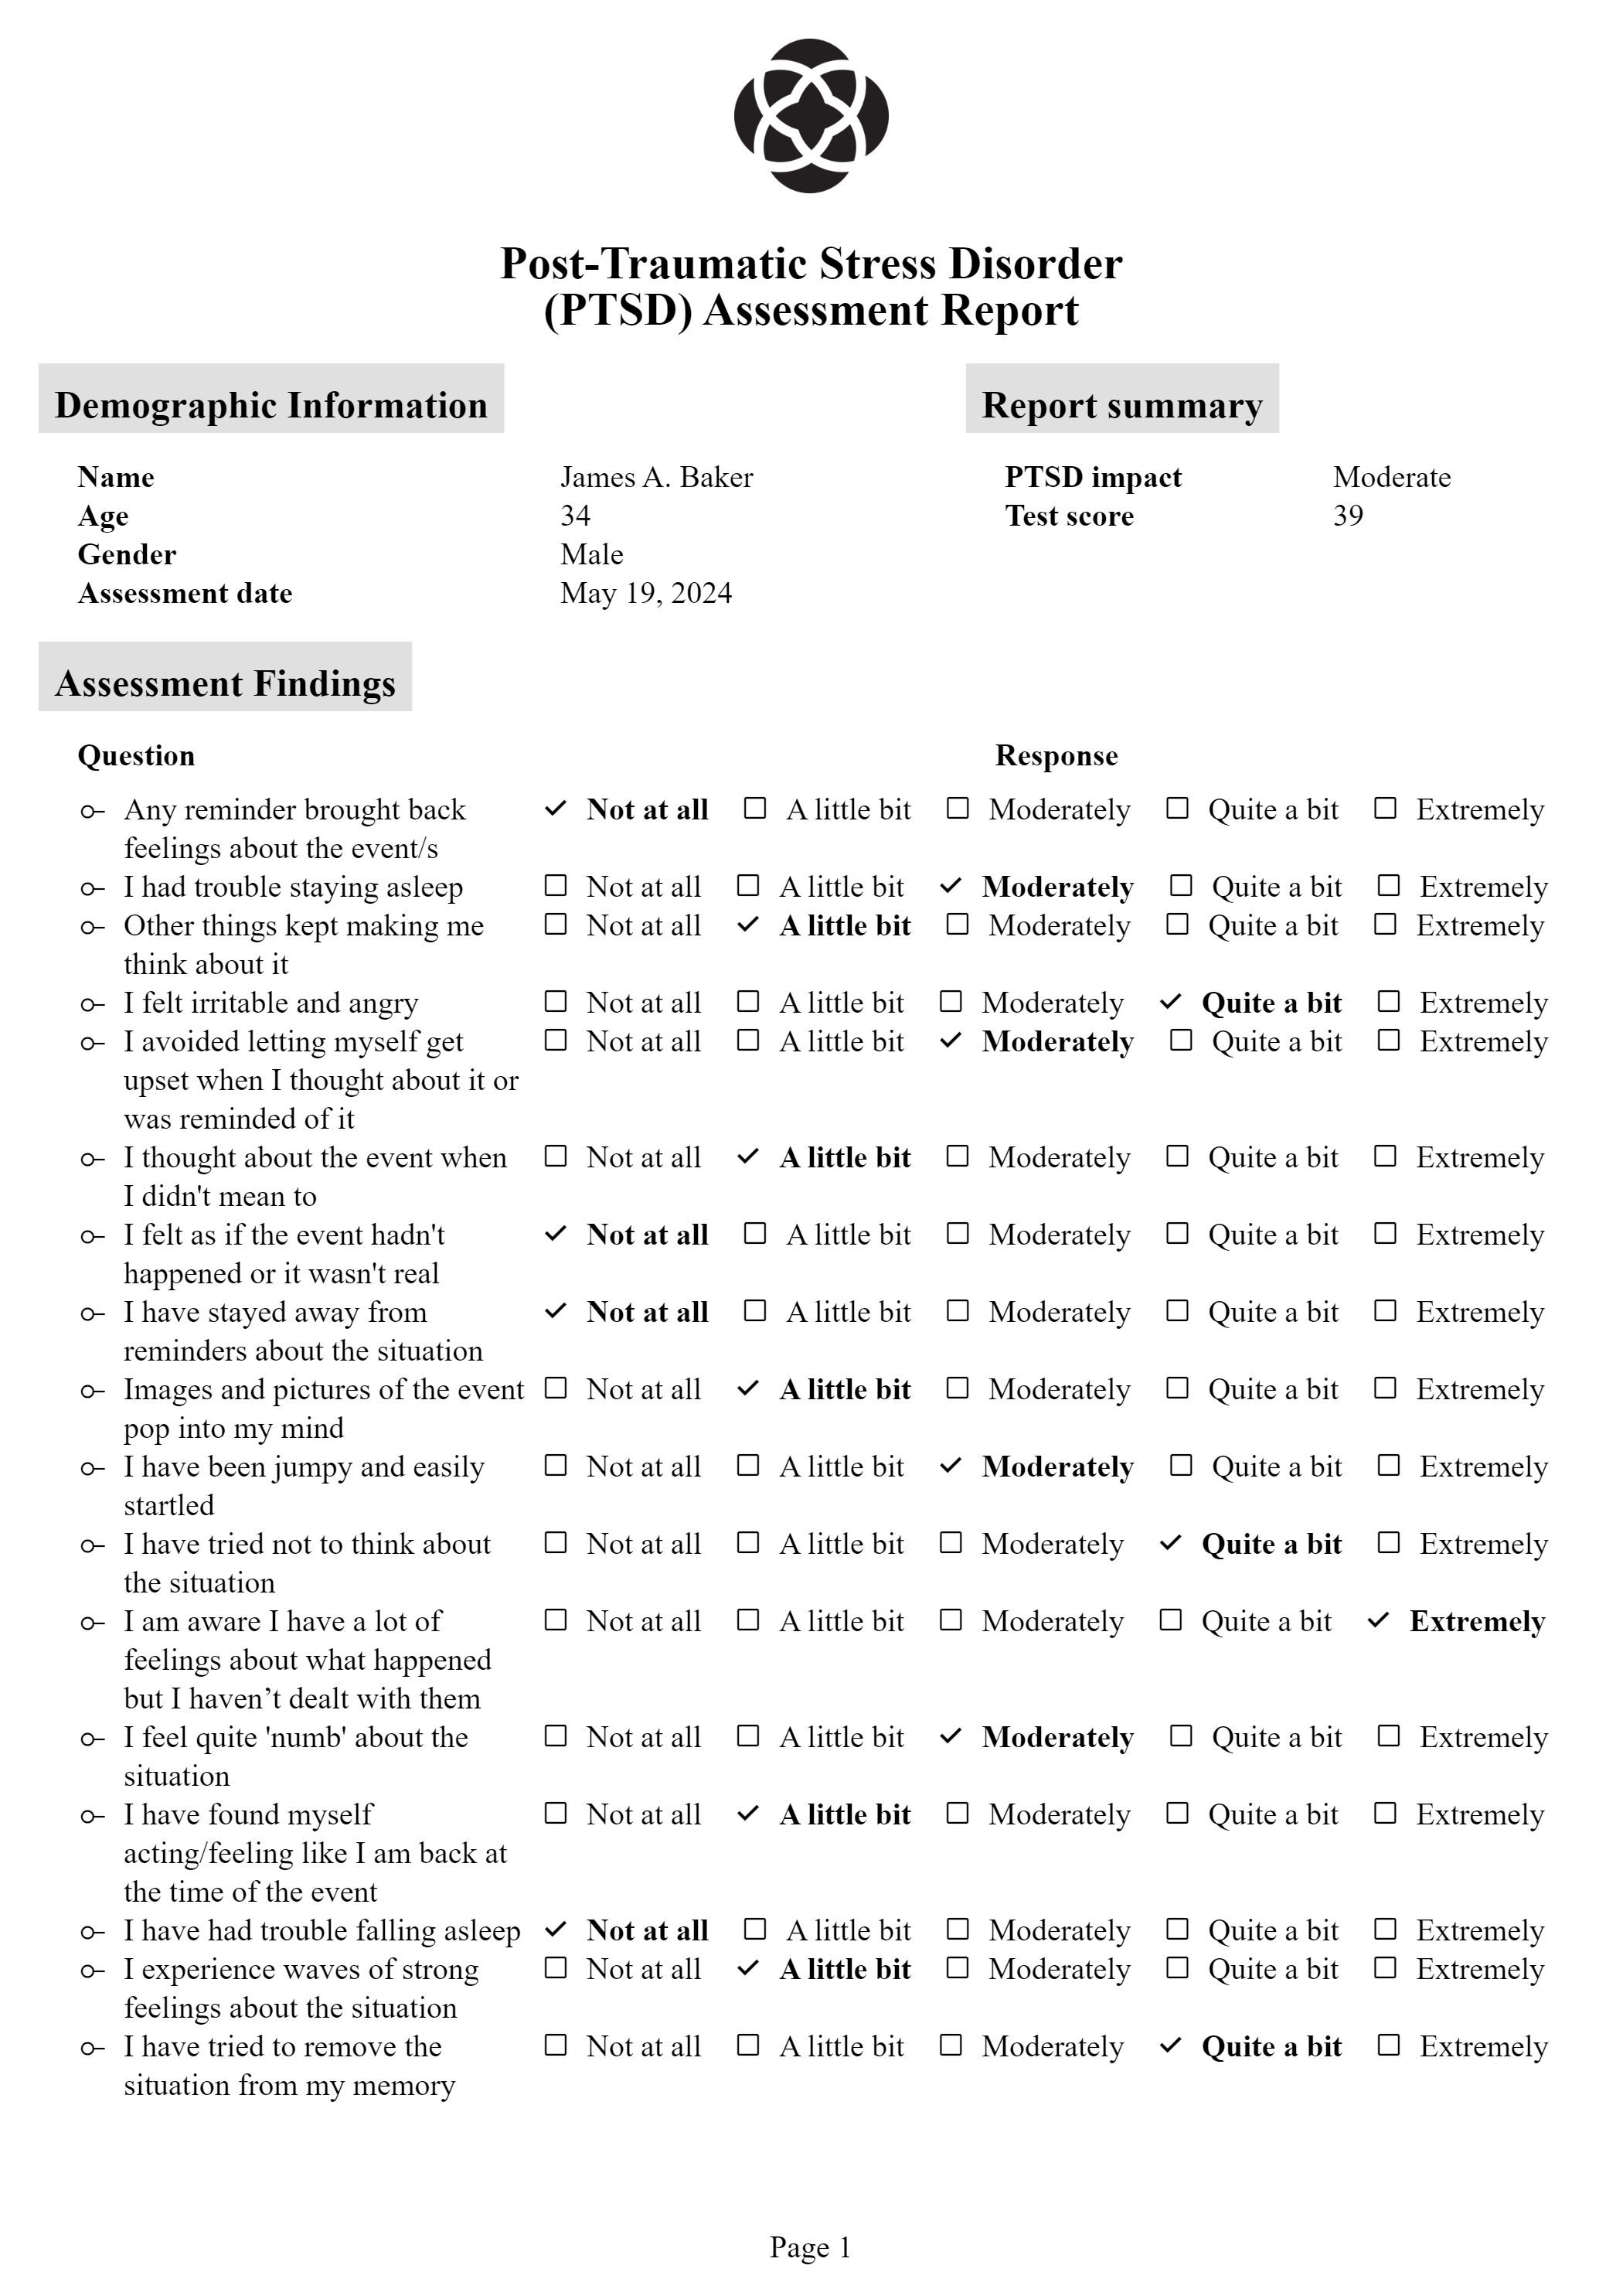 Post-Traumatic Stress Disorder
(PTSD) Assessment Report
Demographic Information
Name James A. Baker
Age 34
Gender Male
Assessment date May 19, 2024
Report summary
PTSD impact Moderate
Test score 39
Assessment Findings
Question Response
Any reminder brought back ✓ Not at all ☐ A little bit ☐ Moderately ☐ Quite a bit ☐ Extremely
feelings about the event/s
I had trouble staying asleep ☐ Not at all ☐ A little bit ✓ Moderately ☐ Quite a bit ☐ Extremely
Other things kept making me ☐ Not at all ✓ A little bit ☐ Moderately ☐ Quite a bit ☐ Extremely
think about it
I felt irritable and angry ☐ Not at all ☐ A little bit ☐ Moderately ✓ Quite a bit ☐ Extremely
I avoided letting myself get ☐ Not at all ☐ A little bit ✓ Moderately ☐ Quite a bit ☐ Extremely
upset when I thought about it or
was reminded of it
I thought about the event when ☐ Not at all ✓ A little bit ☐ Moderately ☐ Quite a bit ☐ Extremely
I didn't mean to
I felt as if the event hadn't ✓ Not at all ☐ A little bit ☐ Moderately ☐ Quite a bit ☐ Extremely
happened or it wasn't real
I have stayed away from ✓ Not at all ☐ A little bit ☐ Moderately ☐ Quite a bit ☐ Extremely
reminders about the situation
Images and pictures of the event ☐ Not at all ✓ A little bit ☐ Moderately ☐ Quite a bit ☐ Extremely
pop into my mind
I have been jumpy and easily ☐ Not at all ☐ A little bit ✓ Moderately ☐ Quite a bit ☐ Extremely
startled
I have tried not to think about ☐ Not at all ☐ A little bit ☐ Moderately ✓ Quite a bit ☐ Extremely
the situation
I am aware I have a lot of ☐ Not at all ☐ A little bit ☐ Moderately ☐ Quite a bit ✓ Extremely
feelings about what happened
but I haven’t dealt with them
I feel quite 'numb' about the ☐ Not at all ☐ A little bit ✓ Moderately ☐ Quite a bit ☐ Extremely
situation
I have found myself ☐ Not at all ✓ A little bit ☐ Moderately ☐ Quite a bit ☐ Extremely
acting/feeling like I am back at
the time of the event
I have had trouble falling asleep ✓ Not at all ☐ A little bit ☐ Moderately ☐ Quite a bit ☐ Extremely
I experience waves of strong ☐ Not at all ✓ A little bit ☐ Moderately ☐ Quite a bit ☐ Extremely
feelings about the situation
I have tried to remove the ☐ Not at all ☐ A little bit ☐ Moderately ✓ Quite a bit ☐ Extremely
situation from my memory
Page 1